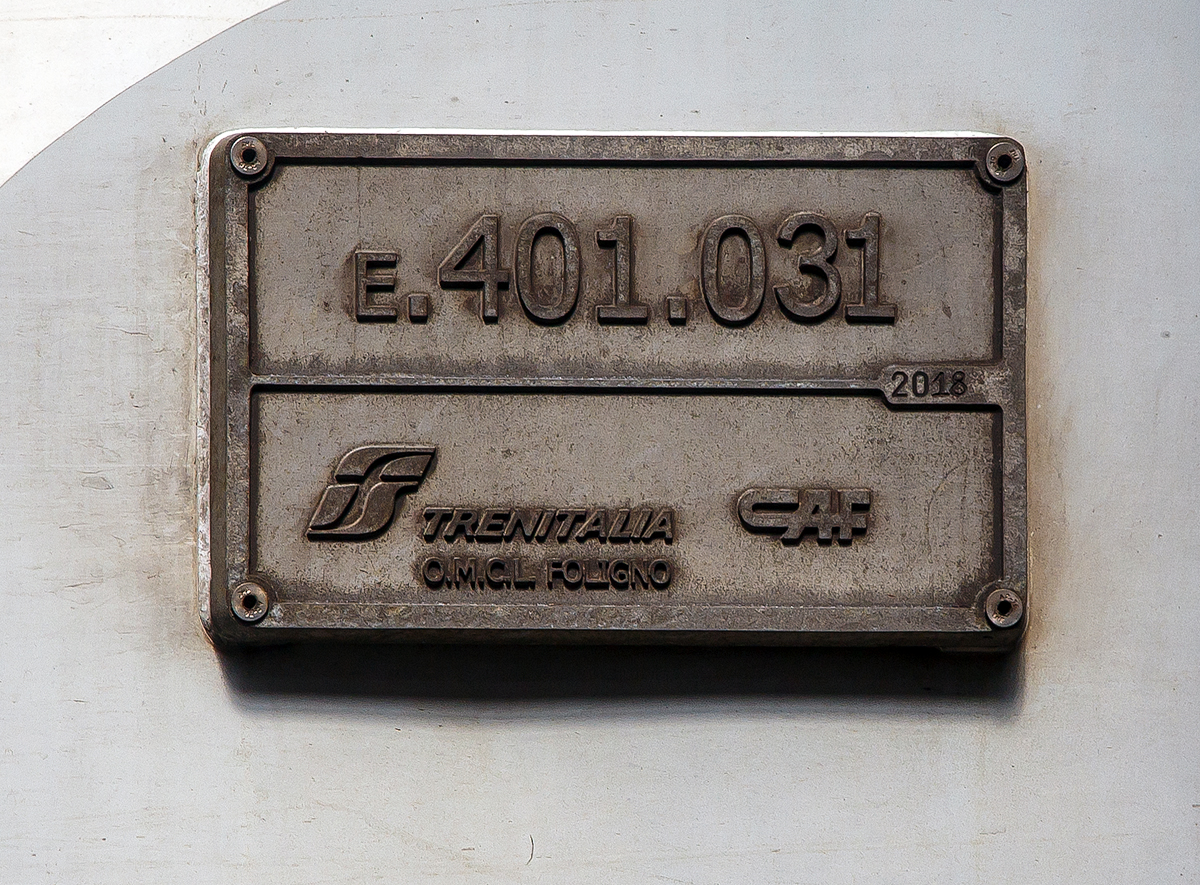 E.401.031
2018
TRENITALIA
CAF
O.M.C.L. FOLIGNO